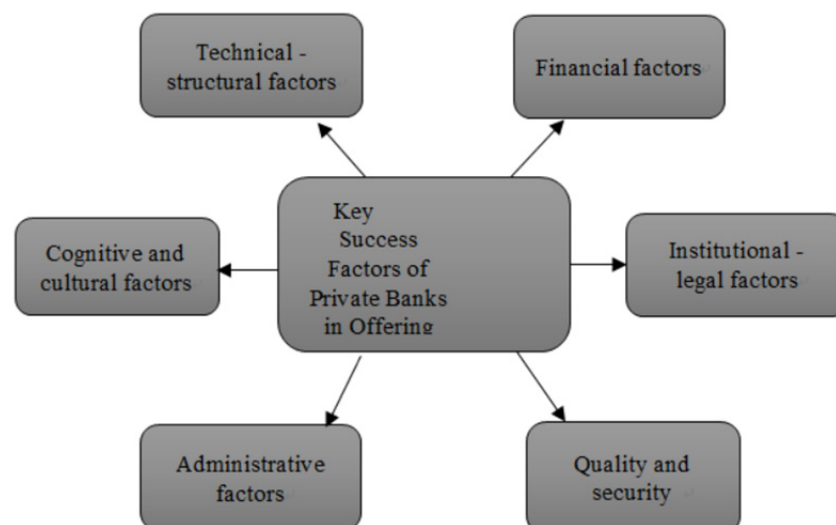 Technical -
structural factors
Financial factors
Key
Success
Factors of
Private Banks
in Offering
Cognitive and
cultural factors
Institutional -
legal factors
Administrative
factors
Quality and
security